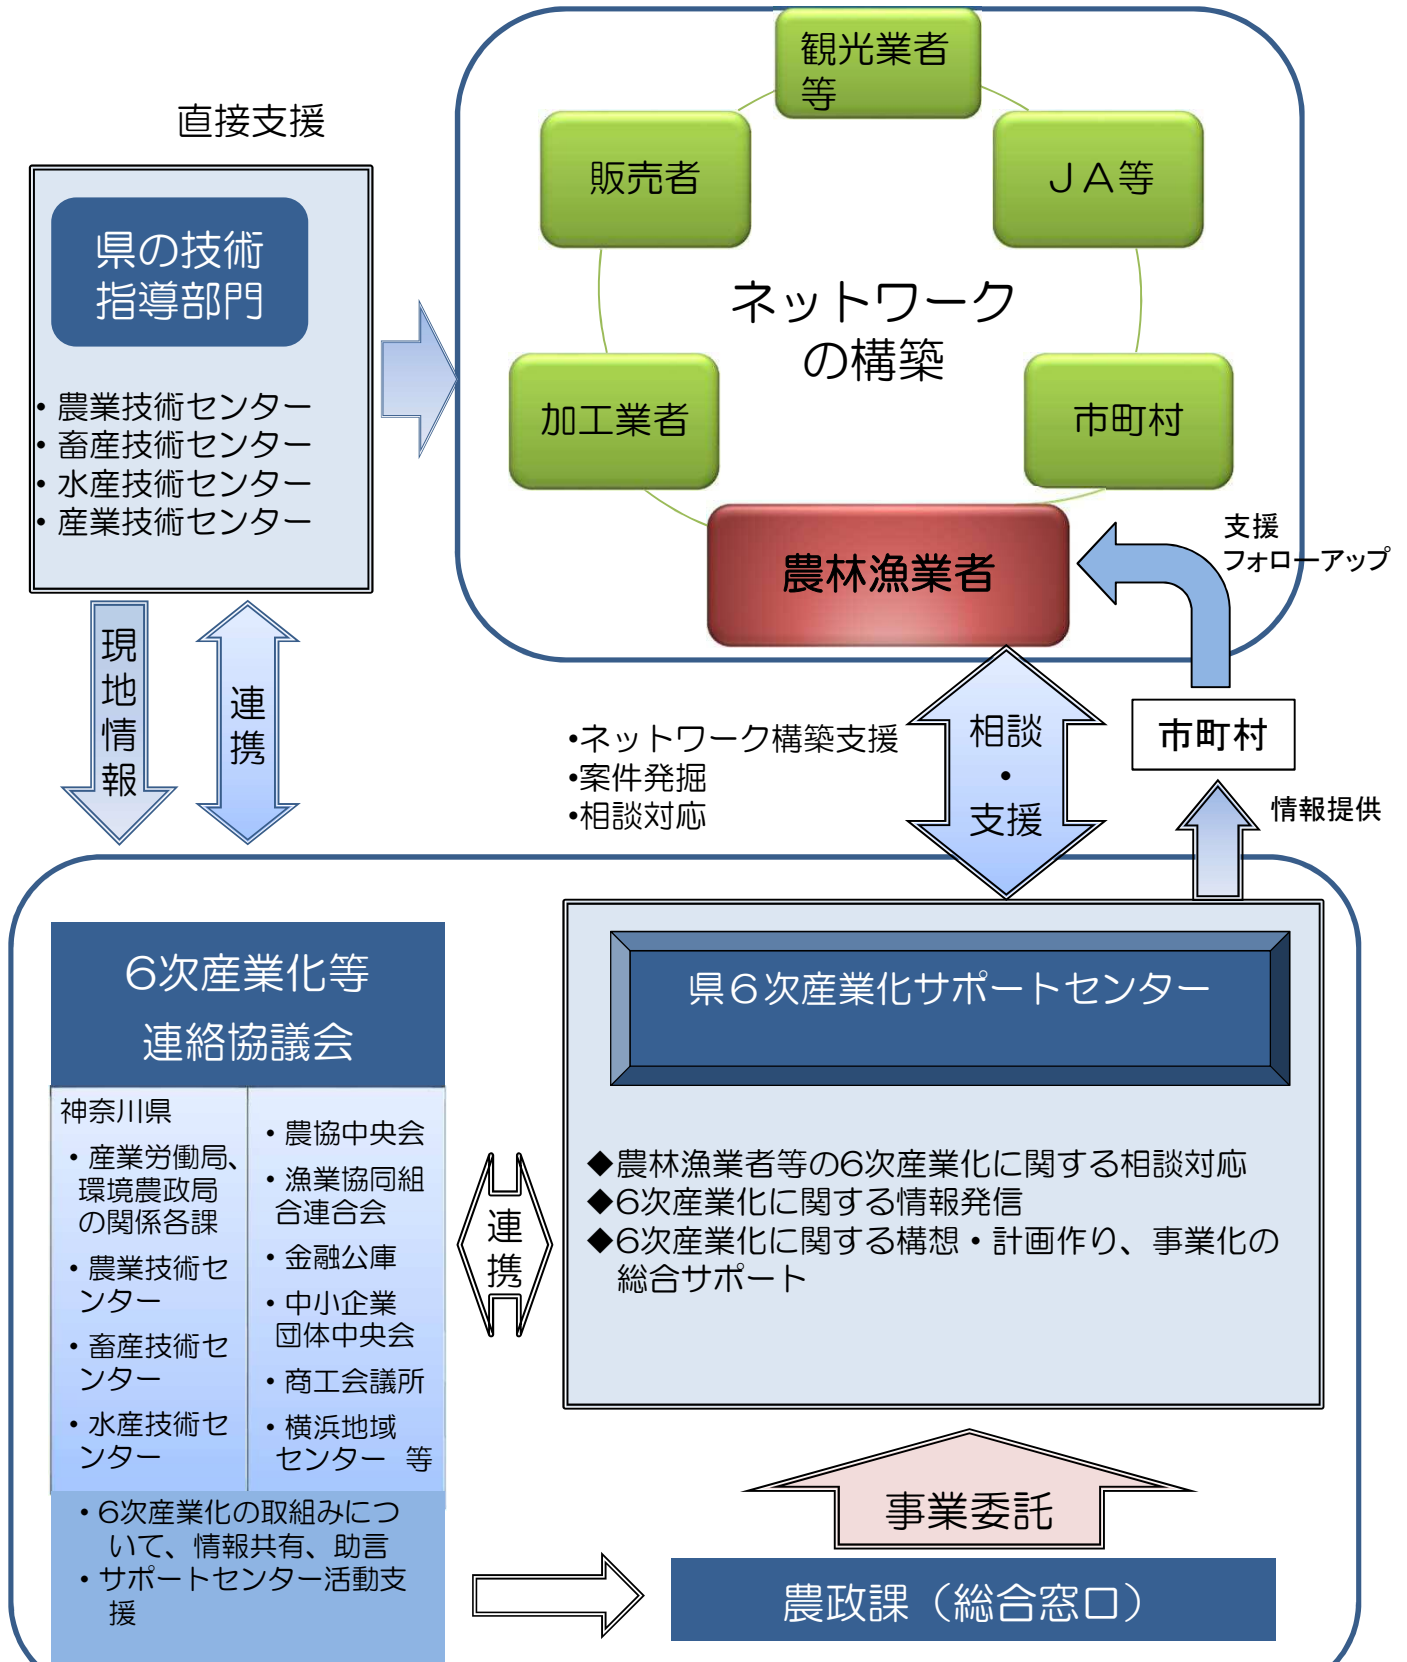 直接支援
県の技術
指導部門
・農業技術センター
・畜産技術センター
・水産技術センター
・産業技術センター
観光業者
等
販売者
ＪＡ等
ネットワーク
の構築
加工業者
市町村
農林漁業者
支援
フォローアップ
現地情報
連携
•ネットワーク構築支援
•案件発掘
•相談対応
相談
・
支援
市町村
情報提供
6次産業化等
連絡協議会
神奈川県
・産業労働局、
環境農政局
の関係各課
・農業技術セ
ンター
・畜産技術セ
ンター
・水産技術セ
ンター
・農協中央会
・漁業協同組
合連合会
・金融公庫
・中小企業
団体中央会
・商工会議所
・横浜地域
センター 等
・6次産業化の取組みにつ
いて、情報共有、助言
・サポートセンター活動支
援
連携
県６次産業化サポートセンター
◆農林漁業者等の6次産業化に関する相談対応
◆6次産業化に関する情報発信
◆6次産業化に関する構想・計画作り、事業化の
総合サポート
事業委託
農政課（総合窓口）